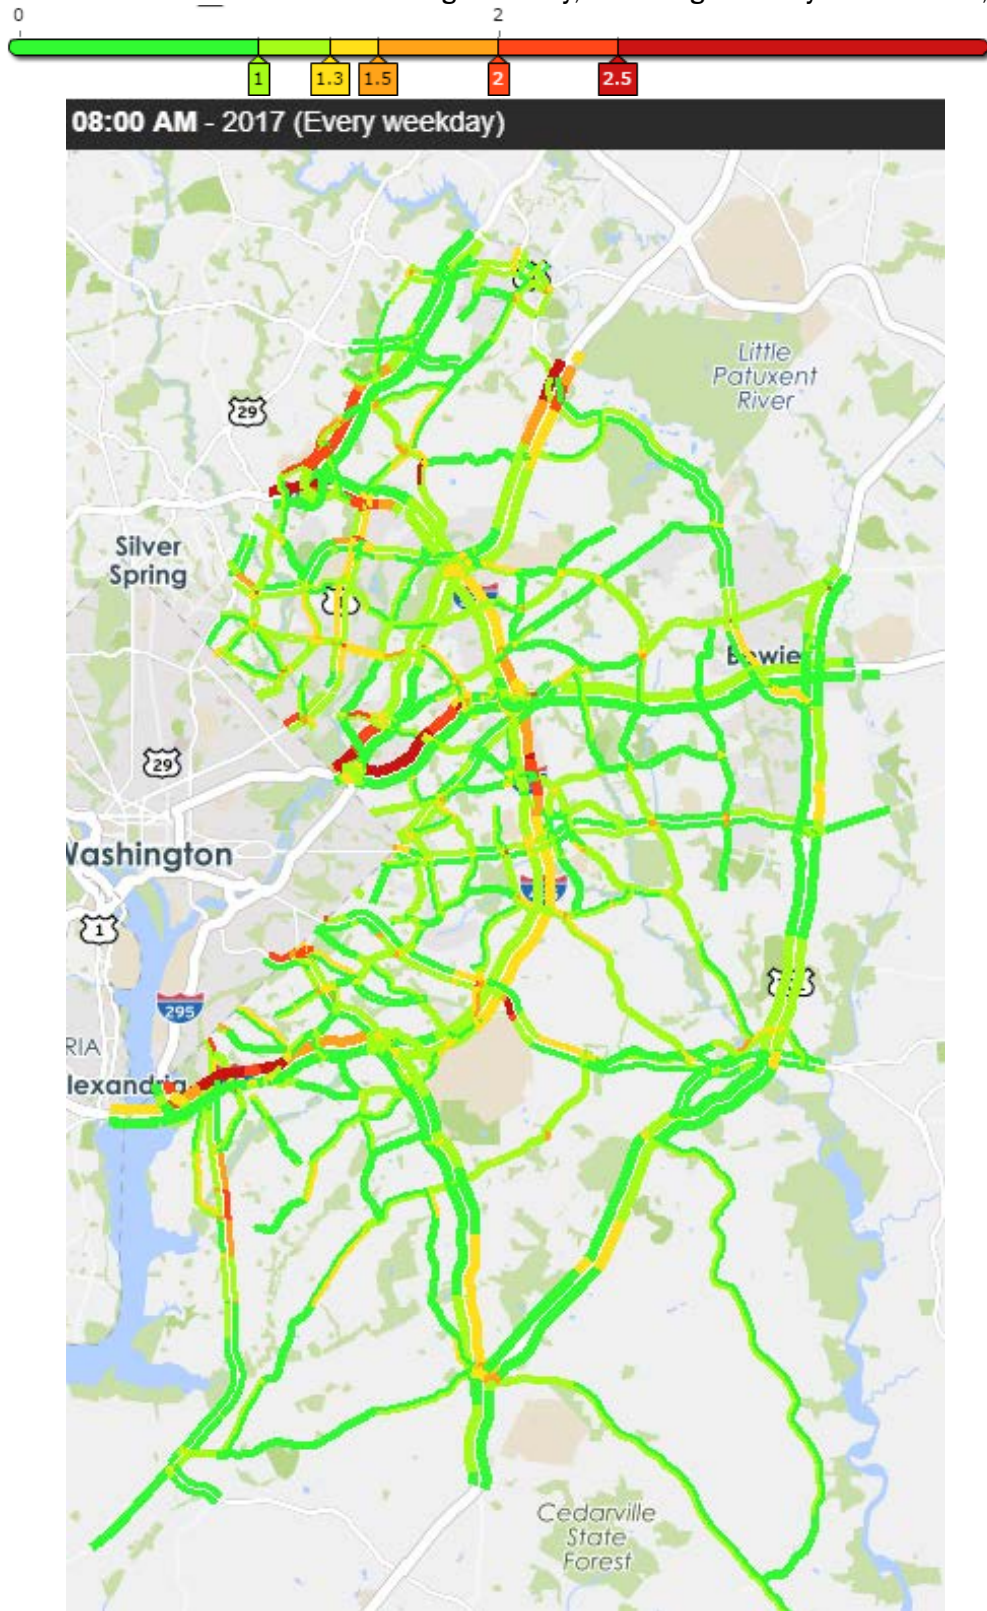 0 2
1 1.3 1.5 2 2.5
08:00 AM - 2017 (Every weekday)
Little
Patuxent
River
29
Silver
Spring
Bowie
29
Washington
1
295
RIA
lexandria
Cedarville
State
Forest